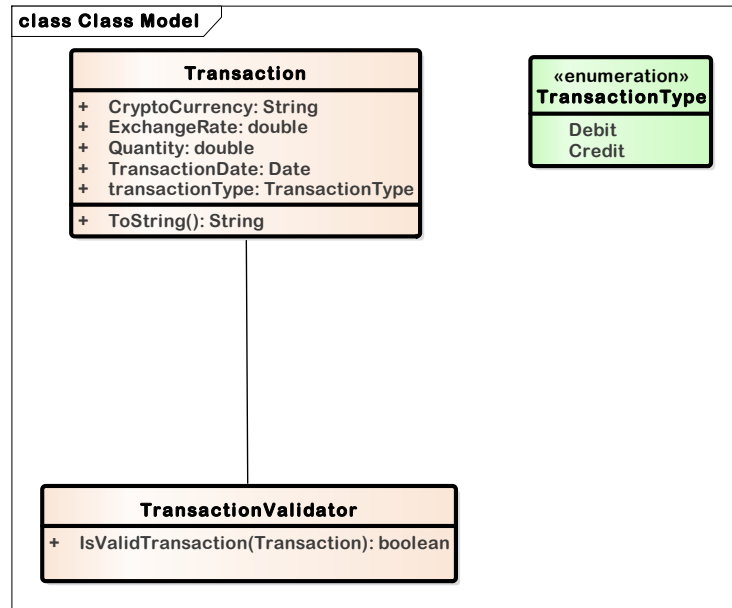 class Class Model
Transaction
+ CryptoCurrency: String
+ ExchangeRate: double
+ Quantity: double
+ TransactionDate: Date
+ transactionType: TransactionType
+ ToString(): String
«enumeration»
TransactionType
Debit
Credit
TransactionValidator
+ IsValidTransaction(Transaction): boolean